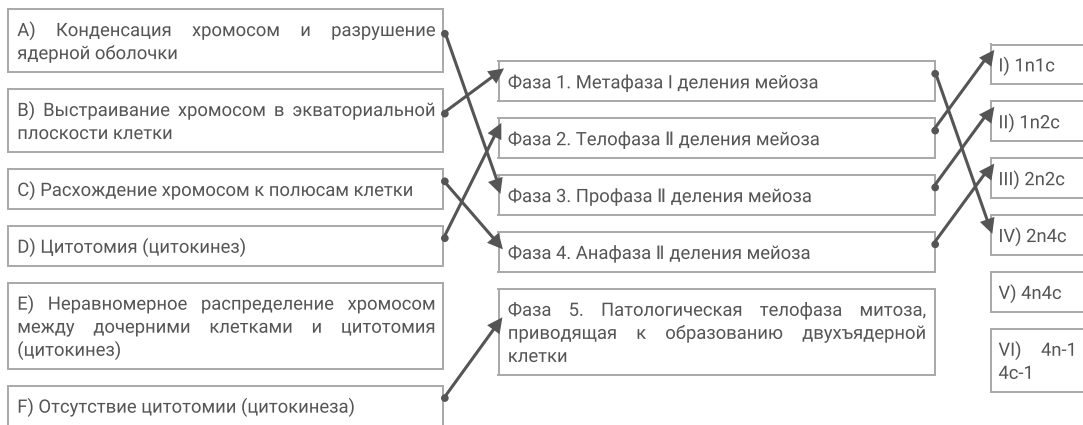 A) Конденсация хромосом и разрушение
ядерной оболочки
B) Выстраивание хромосом в экваториальной
плоскости клетки
C) Расхождение хромосом к полюсам клетки
D) Цитотомия (цитокинез)
E) Неравномерное распределение хромосом
между дочерними клетками и цитотомия
(цитокинез)
F) Отсутствие цитотомии (цитокинеза)
Фаза 1. Метафаза I деления мейоза
Фаза 2. Телофаза II деления мейоза
Фаза 3. Профаза II деления мейоза
Фаза 4. Анафаза II деления мейоза
Фаза 5. Патологическая телофаза митоза,
приводящая к образованию двухъядерной
клетки
I) 1n1c
II) 1n2c
III) 2n2c
IV) 2n4c
V) 4n4c
VI) 4n-1
4c-1